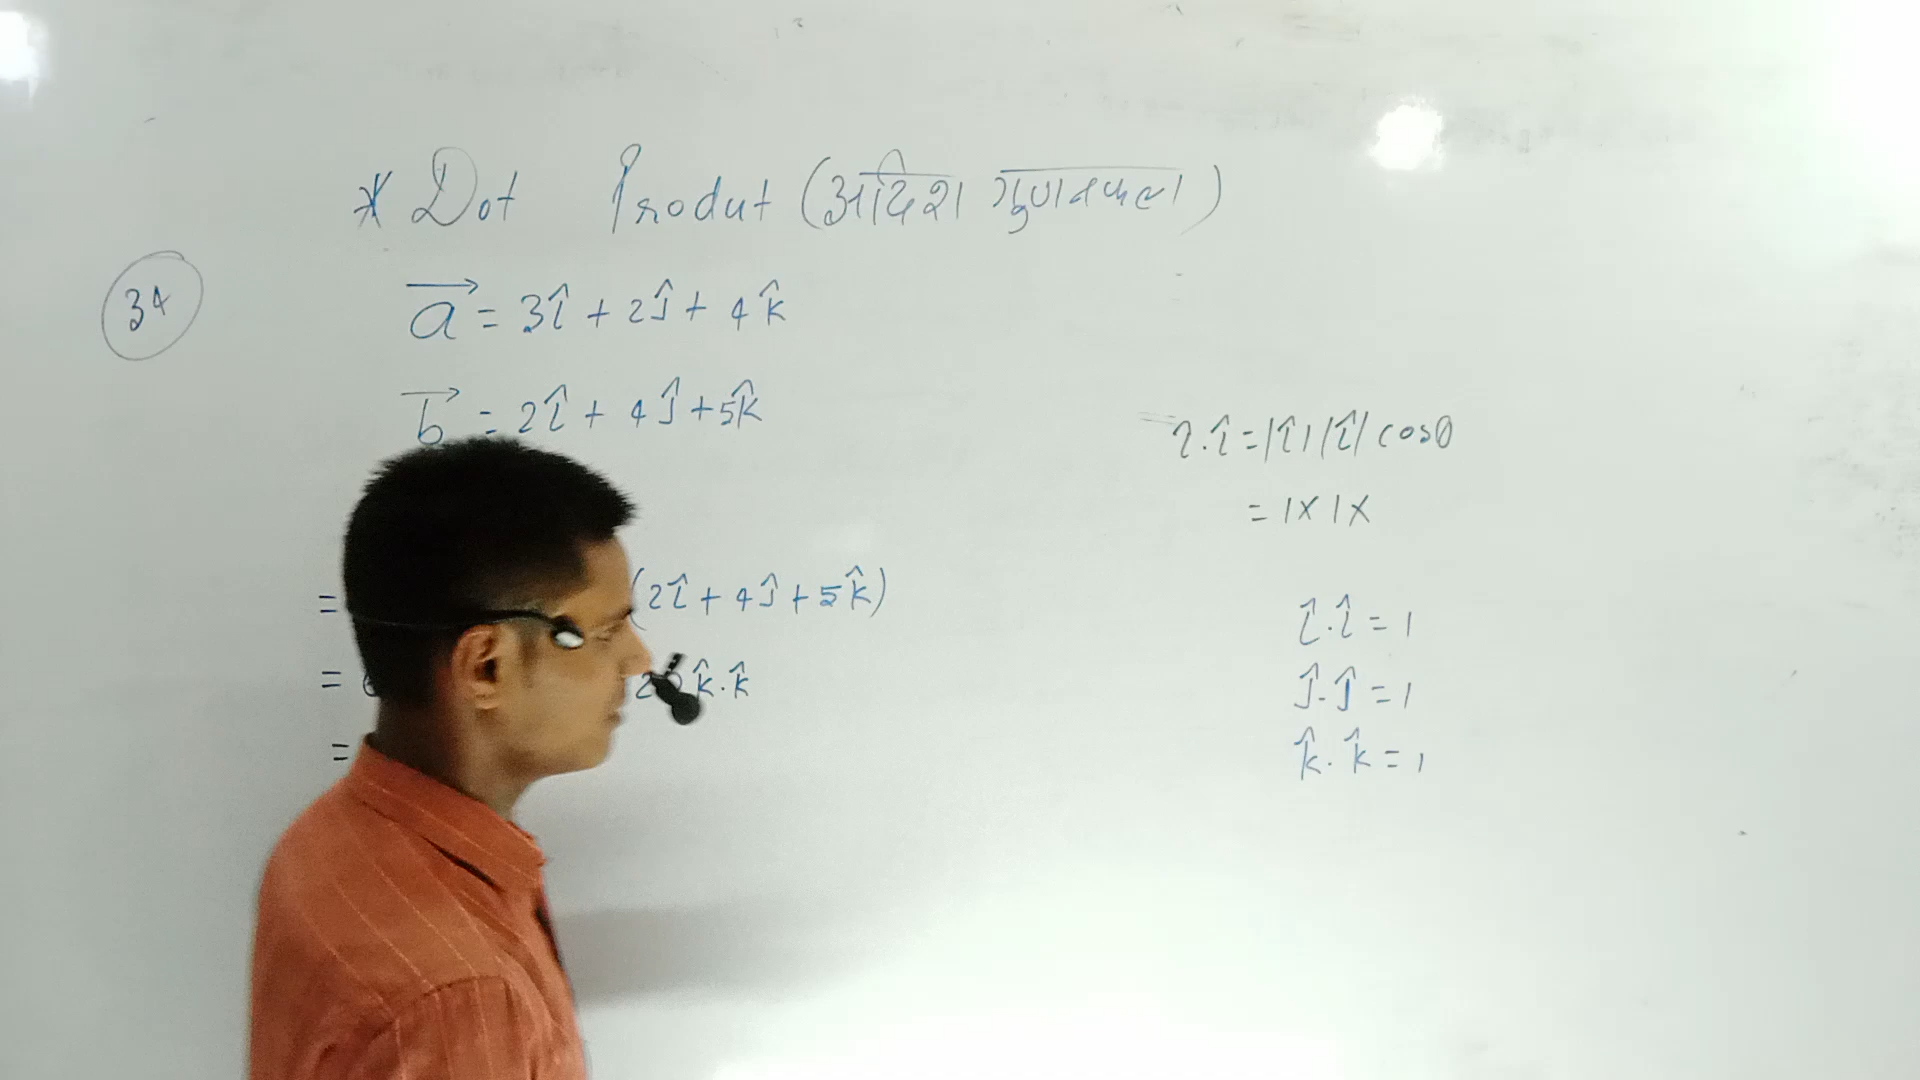 * Dot Produt (अदिश गुणनफल)
34
a⃗ = 3î + 2ĵ + 4k̂
b⃗ = 2î + 4ĵ + 5k̂
î.î = |î| |î| cosθ
= 1 x 1 x
= (2î + 4ĵ + 5k̂)
î.î = 1
= k̂.k̂
ĵ.ĵ = 1
=
k̂.k̂ = 1